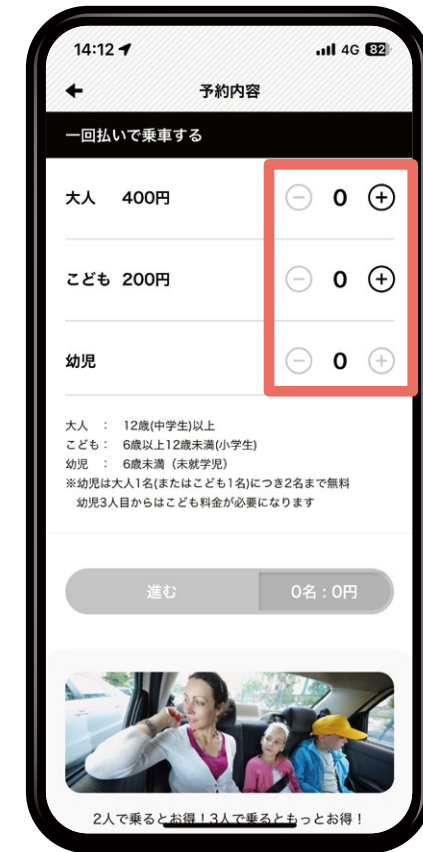 14:12 4G 82
予約内容
一回払いで乗車する
大人 400円 0
こども 200円 0
幼児 0
大人 ： 12歳(中学生)以上
こども： 6歳以上12歳未満(小学生)
幼児 ： 6歳未満（未就学児）
※幼児は大人1名(またはこども1名)につき2名まで無料
幼児3人目からはこども料金が必要になります
進む 0名：0円
2人で乗るとお得！3人で乗るともっとお得！